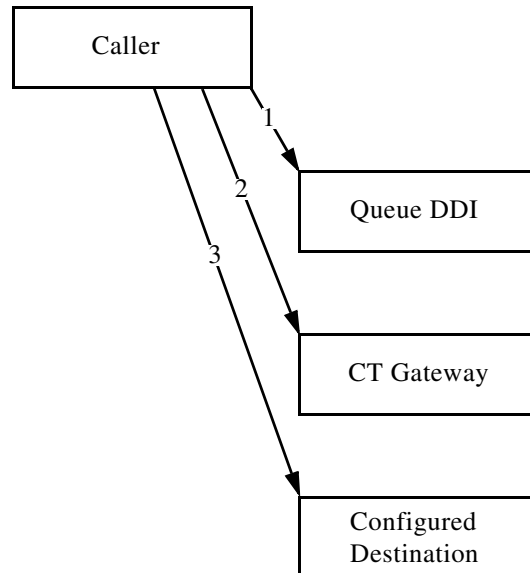 Caller
1
Queue DDI
2
3
CT Gateway
Configured
Destination